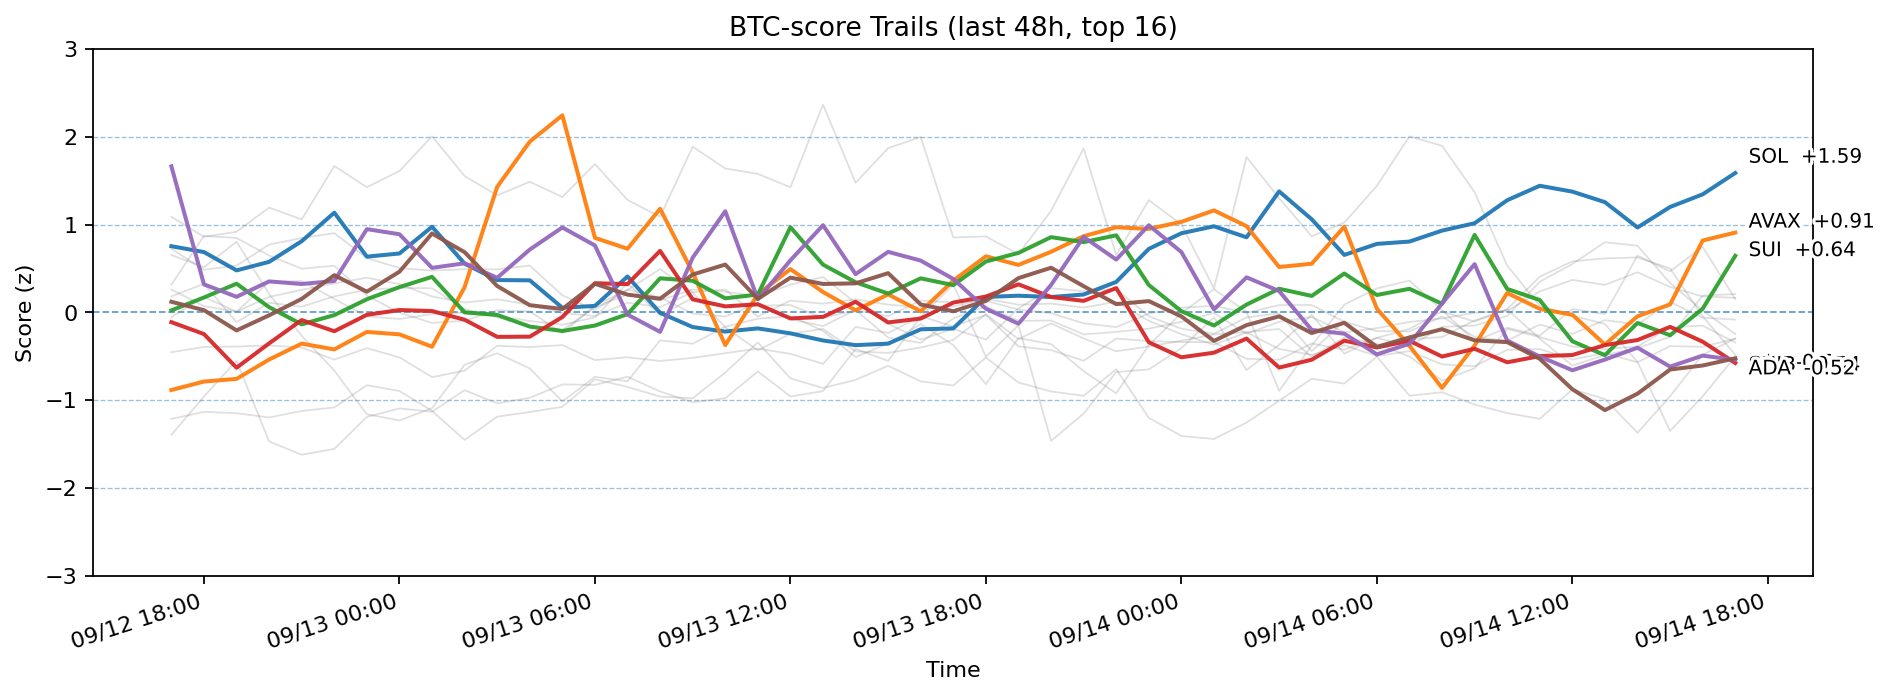 BTC-score Trails (last 48h, top 16)
Score (z)
3
2
1
0
−1
−2
−3
SOL +1.59
AVAX +0.91
SUI +0.64
ADA -0.52
09/12 18:00
09/13 00:00
09/13 06:00
09/13 12:00
09/13 18:00
09/14 00:00
09/14 06:00
09/14 12:00
09/14 18:00
Time